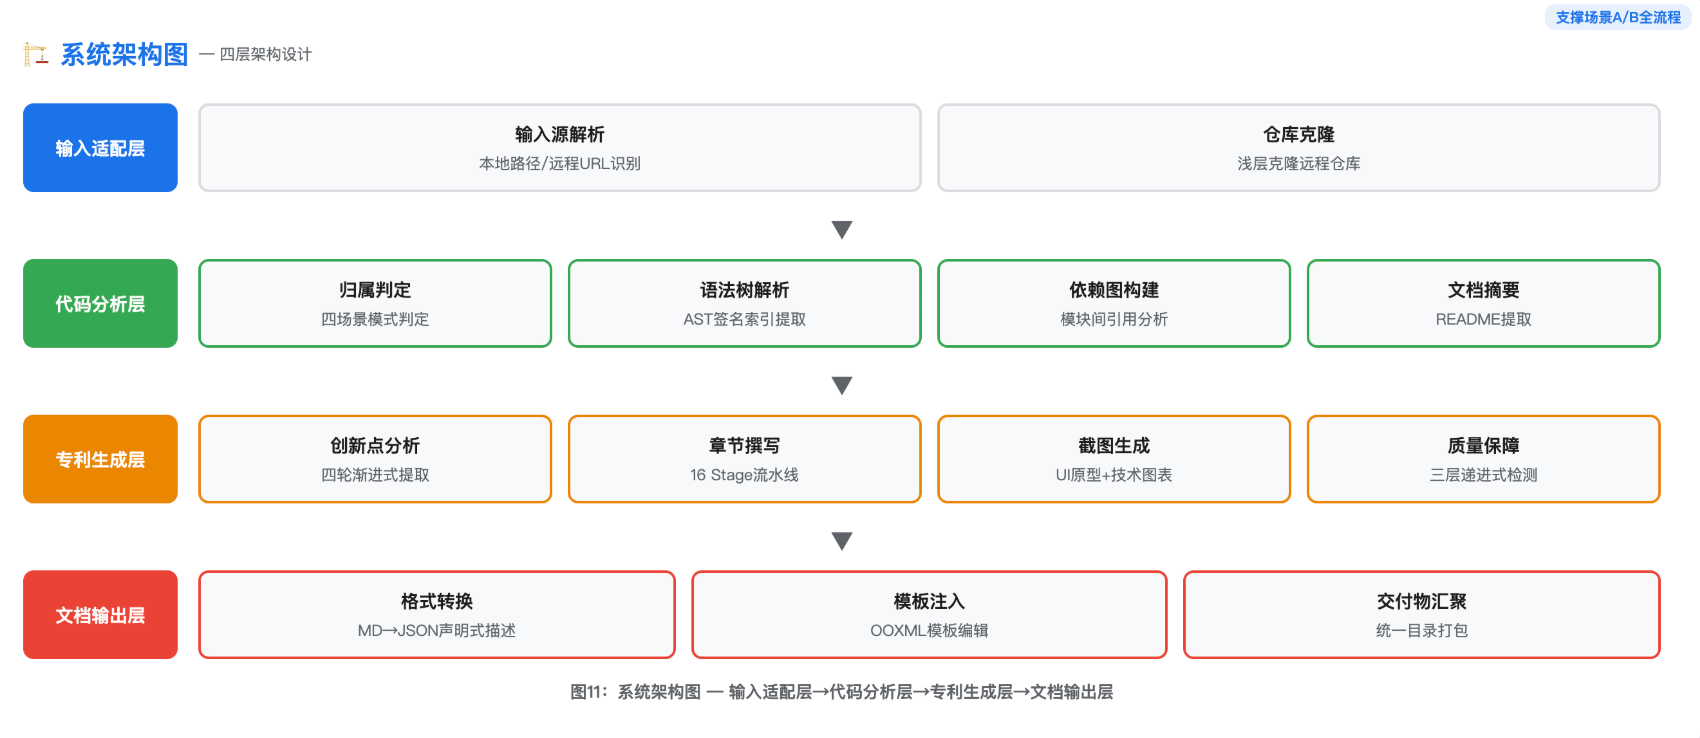 支撑场景A/B全流程
系统架构图 — 四层架构设计
输入适配层
输入源解析
本地路径/远程URL识别
仓库克隆
浅层克隆远程仓库
代码分析层
归属判定
四场景模式判定
语法树解析
AST签名索引提取
依赖图构建
模块间引用分析
文档摘要
README提取
专利生成层
创新点分析
四轮渐进式提取
章节撰写
16 Stage流水线
截图生成
UI原型+技术图表
质量保障
三层递进式检测
文档输出层
格式转换
MD→JSON声明式描述
模板注入
OOXML模板编辑
交付物汇聚
统一目录打包
图11：系统架构图 — 输入适配层→代码分析层→专利生成层→文档输出层